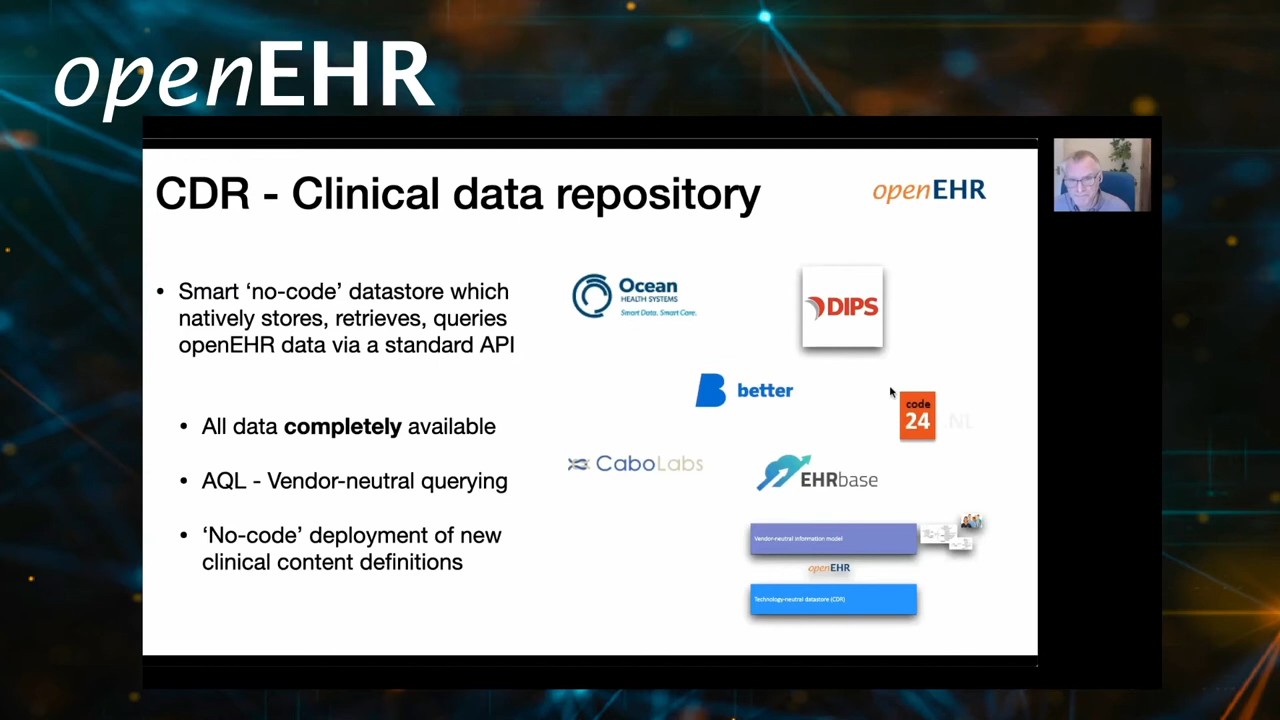 openEHR
CDR - Clinical data repository
openEHR
• Smart ‘no-code’ datastore which
natively stores, retrieves, queries
openEHR data via a standard API
• All data completely available
• AQL - Vendor-neutral querying
• ‘No-code’ deployment of new
clinical content definitions
Ocean
HEALTH SYSTEMS
Smart Data. Smart Care.
DIPS
better
code
24 .NL
CaboLabs
EHRbase
Vendor-neutral information model
openEHR
Technology-neutral datastore (CDR)